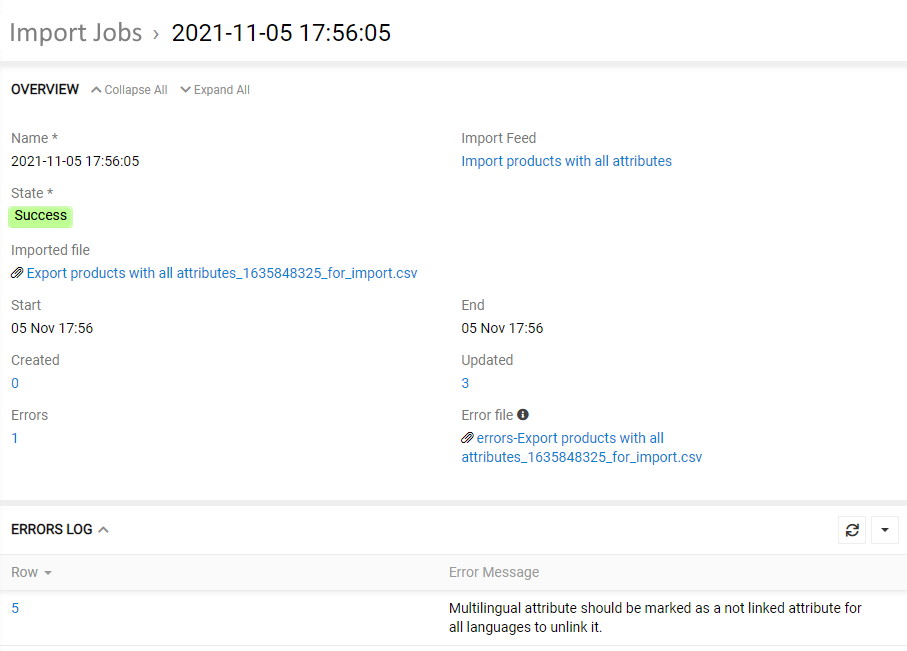 Import Jobs › 2021-11-05 17:56:05
OVERVIEW Collapse All Expand All
Name * Import Feed
2021-11-05 17:56:05 Import products with all attributes
State *
Success
Imported file
Export products with all attributes_1635848325_for_import.csv
Start End
05 Nov 17:56 05 Nov 17:56
Created Updated
0 3
Errors Error file
1 errors-Export products with all
attributes_1635848325_for_import.csv
ERRORS LOG
Row Error Message
5 Multilingual attribute should be marked as a not linked attribute for
all languages to unlink it.